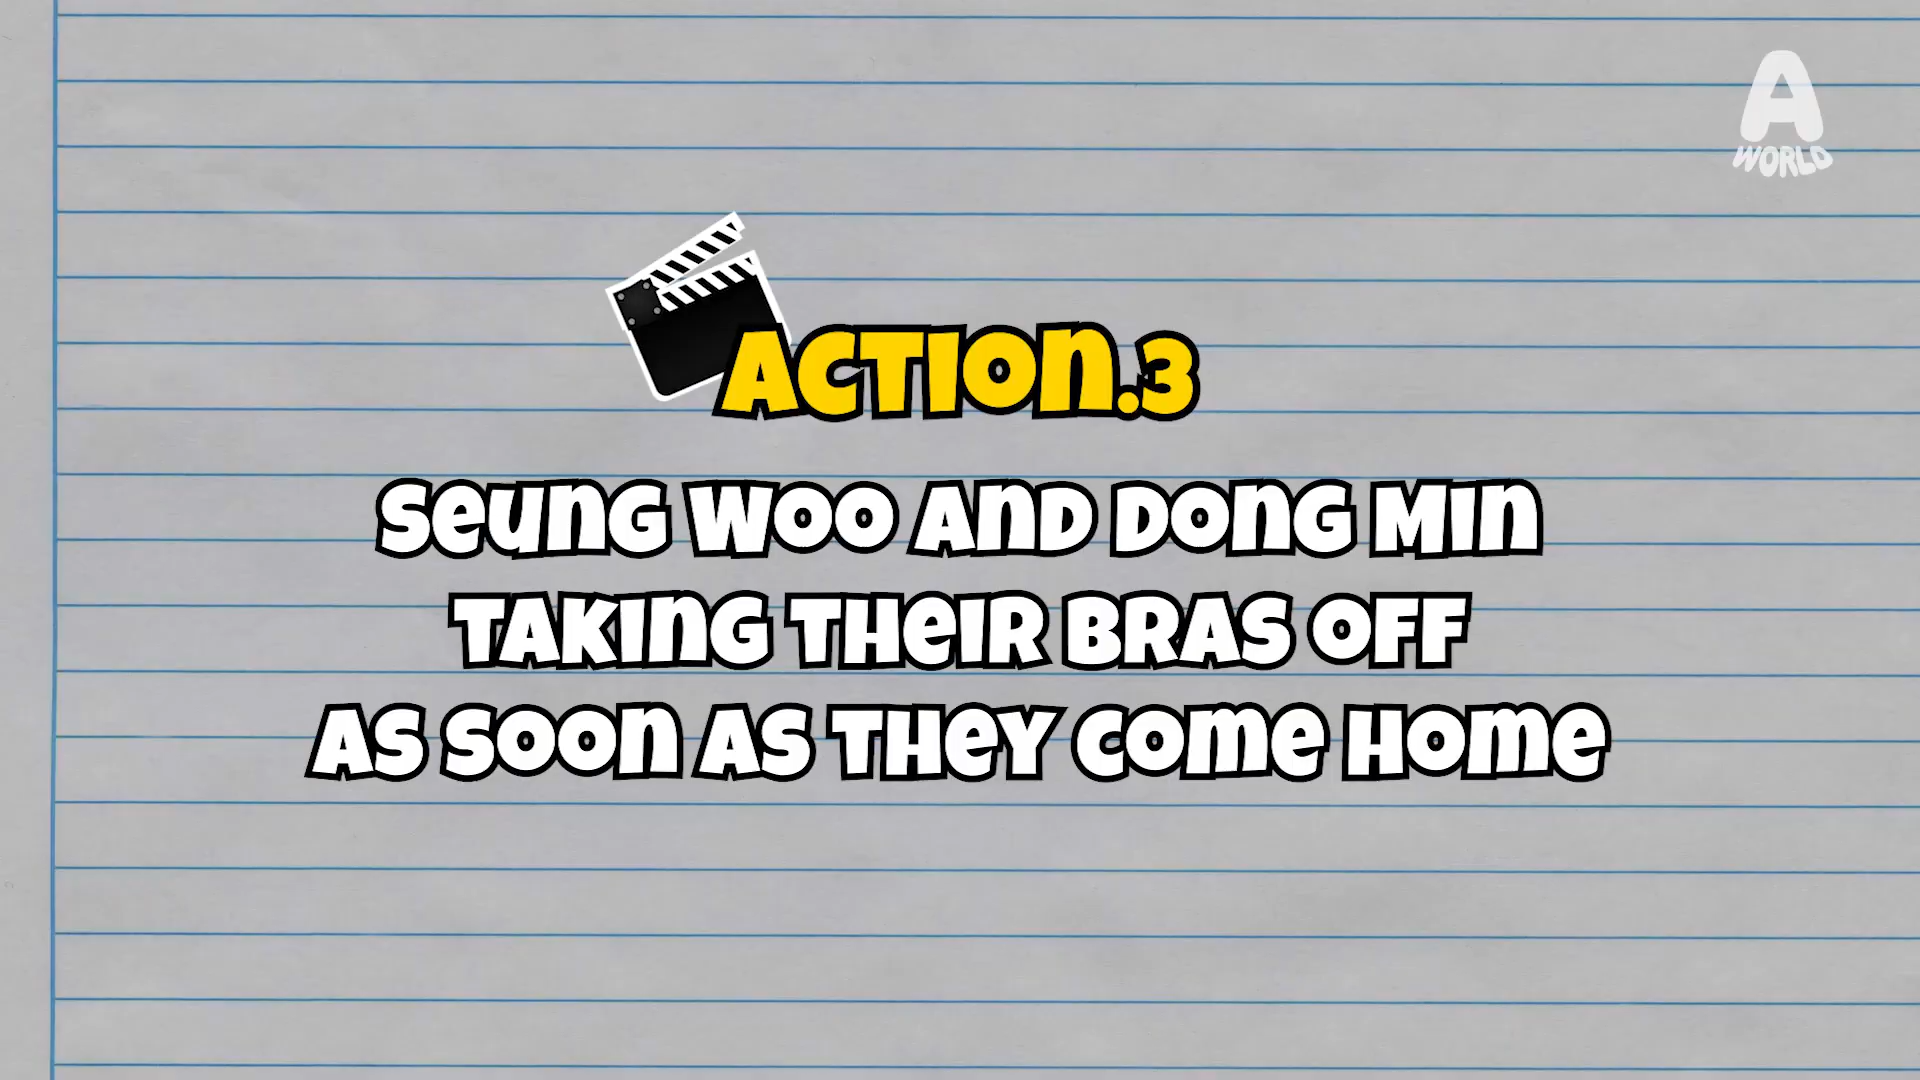 A
WORLD
ACTION.3
SEUNG WOO AND DONG MIN
TAKING THEIR BRAS OFF
AS SOON AS THEY COME HOME